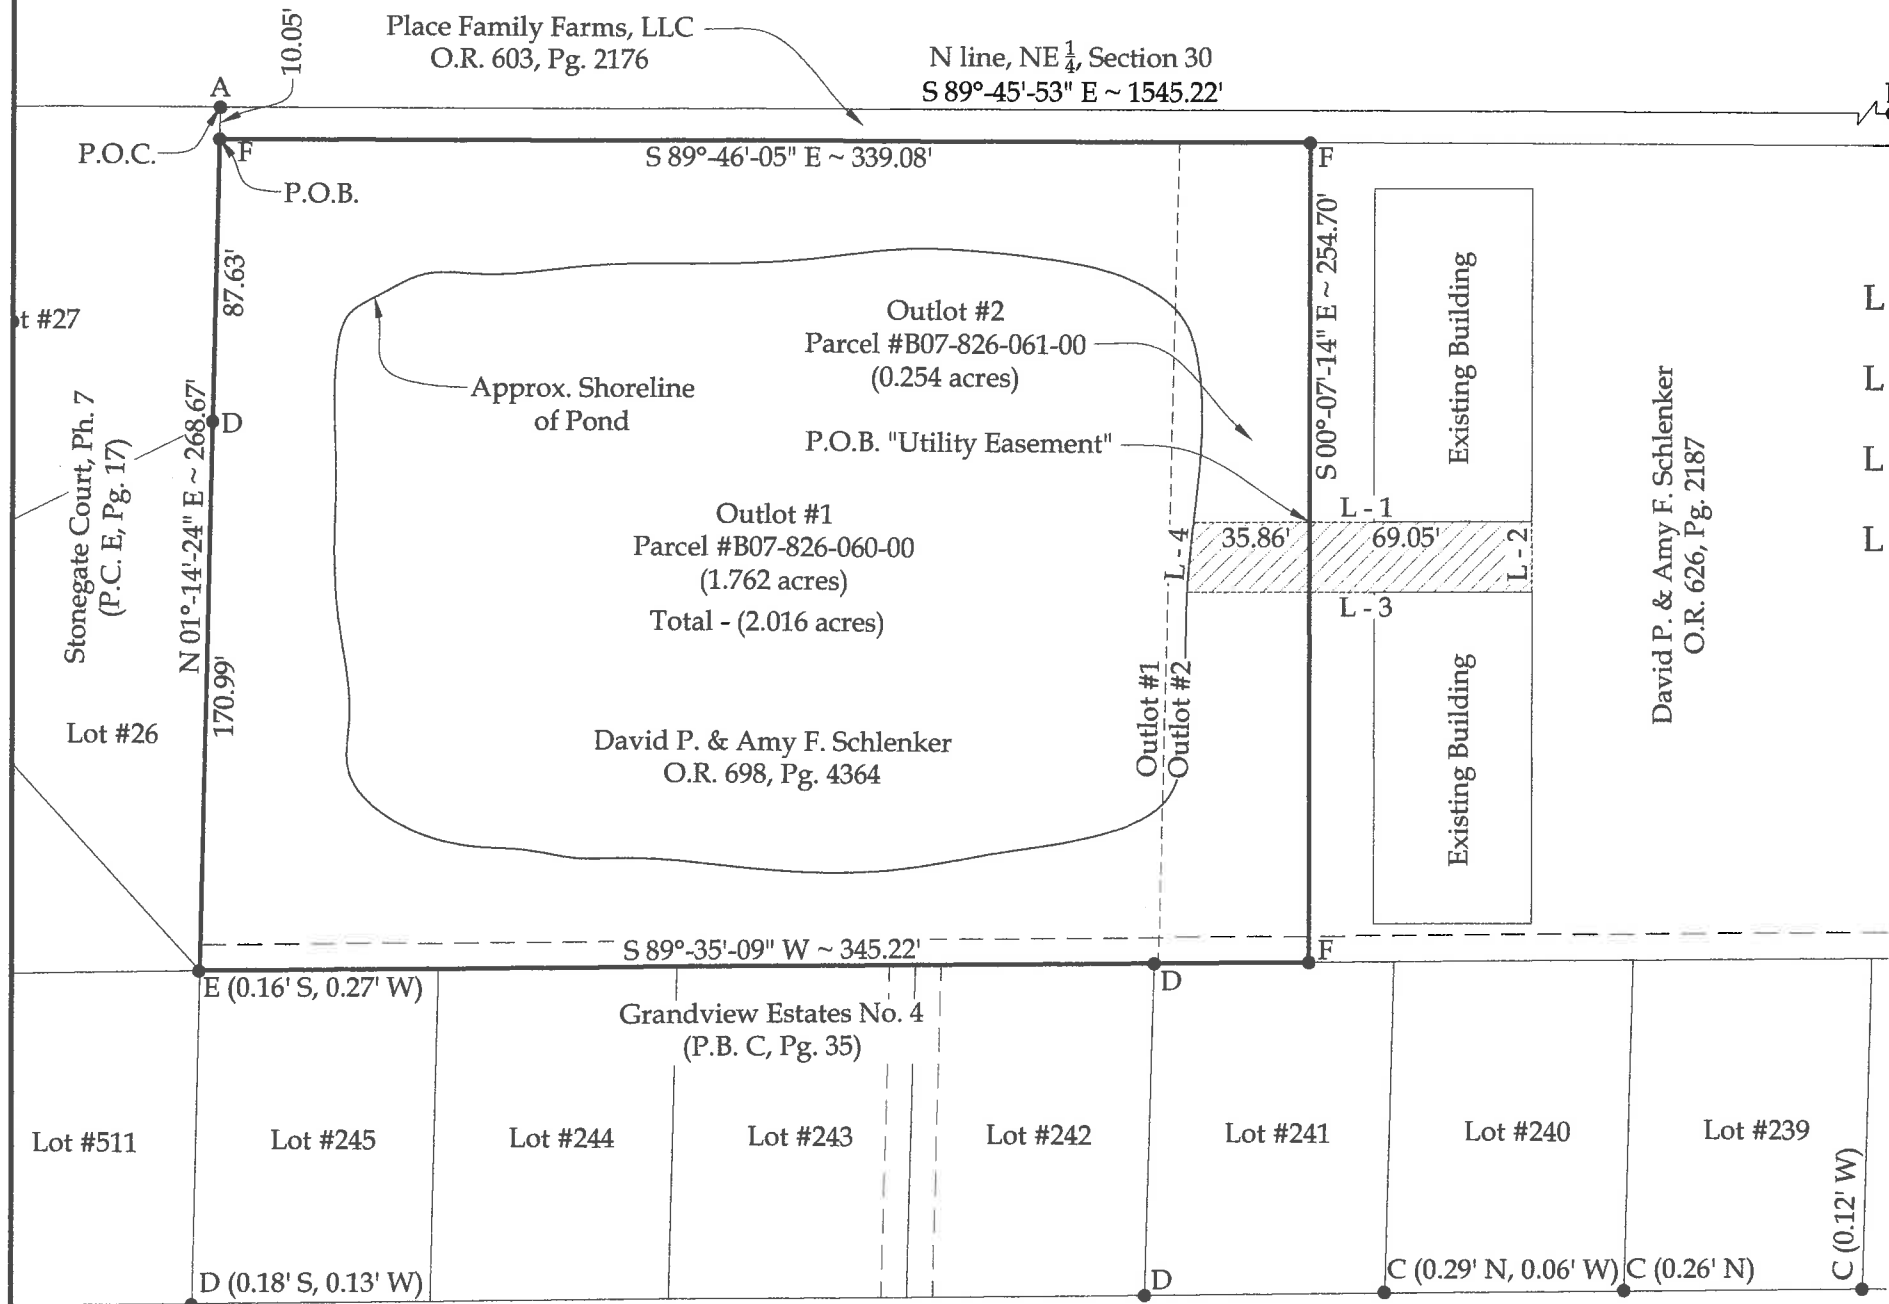 10.05'
Place Family Farms, LLC
O.R. 603, Pg. 2176
N line, NE 1/4, Section 30
S 89°-45'-53" E ~ 1545.22'
A
P.O.C.
F
P.O.B.
S 89°-46'-05" E ~ 339.08'
F
87.63'
S 00°-07'-14" E ~ 254.70'
Existing Building
t #27
Outlot #2
Parcel #B07-826-061-00
(0.254 acres)
L
L
L
L
Approx. Shoreline
of Pond
D
P.O.B. "Utility Easement"
Stonegate Court, Ph. 7
(P.C. E, Pg. 17)
N 01°-14'-24" E ~ 268.67'
170.99'
Outlot #1
Parcel #B07-826-060-00
(1.762 acres)
Total - (2.016 acres)
L - 1
35.86'
69.05'
L - 4
L - 2
L - 3
David P. & Amy F. Schlenker
O.R. 626, Pg. 2187
Outlot #1
Outlot #2
Existing Building
Lot #26
David P. & Amy F. Schlenker
O.R. 698, Pg. 4364
S 89°-35'-09" W ~ 345.22'
F
E (0.16' S, 0.27' W)
D
Grandview Estates No. 4
(P.B. C, Pg. 35)
Lot #511
Lot #245
Lot #244
Lot #243
Lot #242
Lot #241
Lot #240
Lot #239
C (0.12' W)
D (0.18' S, 0.13' W)
D
C (0.29' N, 0.06' W)
C (0.26' N)